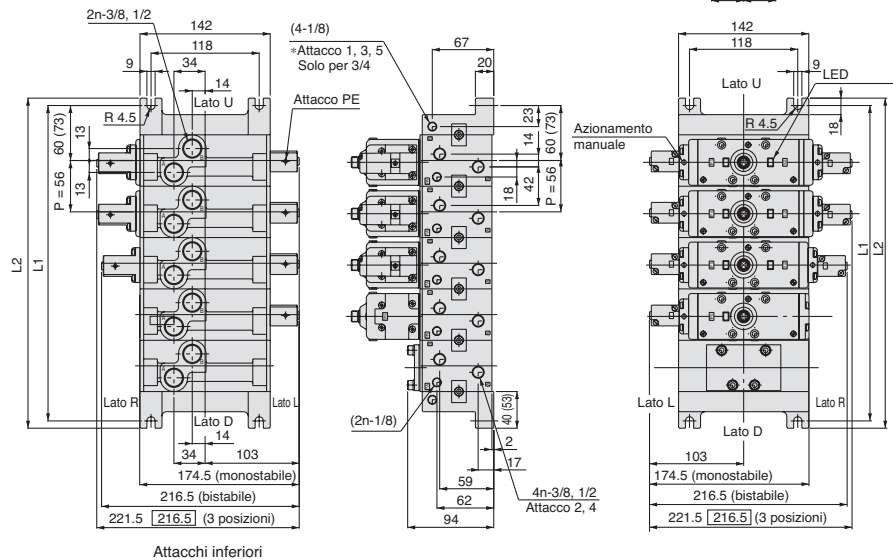 2n-3/8, 1/2
142
118
9
34
14
Lato U
R 4.5
Attacco PE
60 (73)
13
13
P = 56
L2
L1
A
B
A
B
A
B
A
B
A
B
Lato R
Lato L
Lato D
14
34
103
174.5 (monostabile)
216.5 (bistabile)
221.5 216.5 (3 posizioni)
Attacchi inferiori
(4-1/8)
*Attacco 1, 3, 5
Solo per 3/4
67
20
23
14
60 (73)
P = 56
18
42
40 (53)
(2n-1/8)
2
17
59
62
94
4n-3/8, 1/2
Attacco 2, 4
142
118
9
LED
Lato U
R 4.5
18
Azionamento
manuale
L1
L2
Lato L
Lato R
Lato D
103
174.5 (monostabile)
216.5 (bistabile)
221.5 216.5 (3 posizioni)